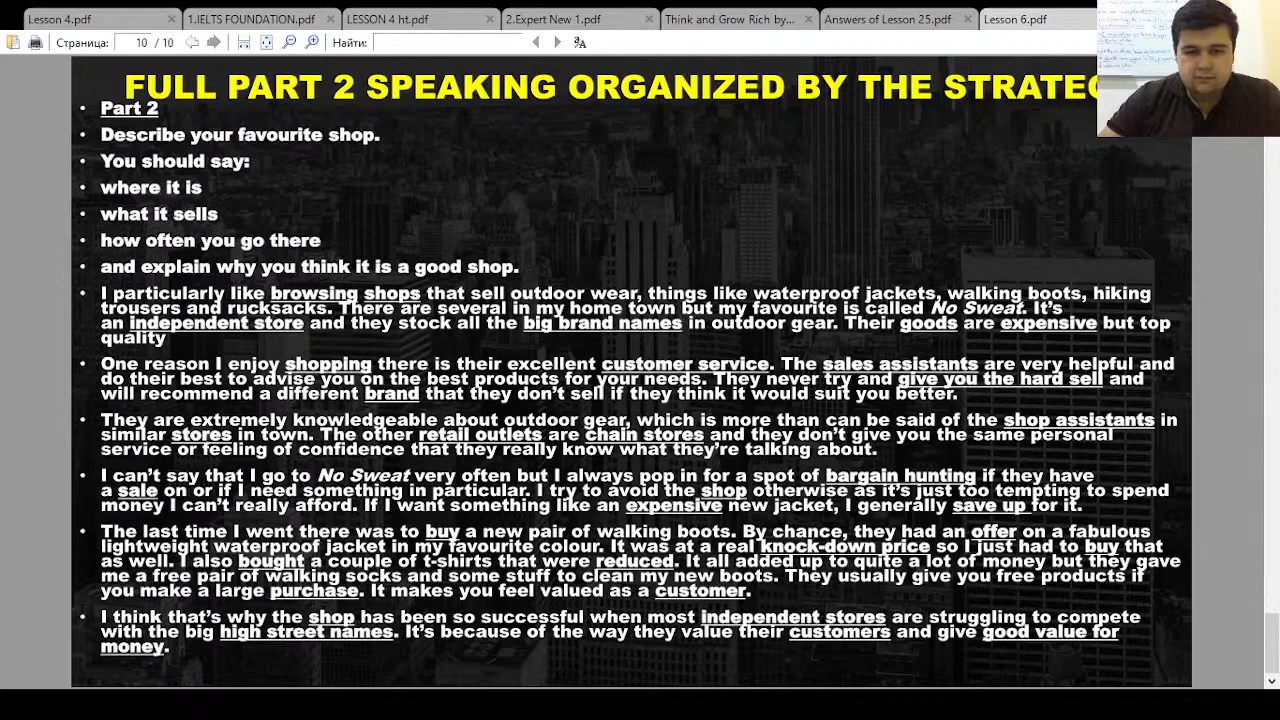 Lesson 4.pdf
1.IELTS FOUNDATION.pdf
LESSON 4 ht.pdf
2.Expert New 1.pdf
Think and Grow Rich by...
Answers of Lesson 25.pdf
Lesson 6.pdf
Страница: 10 / 10 Найти:
FULL PART 2 SPEAKING ORGANIZED BY THE
• Part 2
• Describe your favourite shop.
• You should say:
• where it is
• what it sells
• how often you go there
• and explain why you think it is a good shop.
• I particularly like browsing shops that sell outdoor wear, things like waterproof jackets, walking boots, hiking
trousers and rucksacks. There are several in my home town but my favourite is called No Sweat. It's
an independent store and they stock all the big brand names in outdoor gear. Their goods are expensive but top
quality
• One reason I enjoy shopping there is their excellent customer service. The sales assistants are very helpful and
do their best to advise you on the best products for your needs. They never try and give you the hard sell and
will recommend a different brand that they don't sell if they think it would suit you better.
• They are extremely knowledgeable about outdoor gear, which is more than can be said of the shop assistants in
similar stores in town. The other retail outlets are chain stores and they don't give you the same personal
service or feeling of confidence that they really know what they're talking about.
• I can't say that I go to No Sweat very often but I always pop in for a spot of bargain hunting if they have
a sale on or if I need something in particular. I try to avoid the shop otherwise as it's just too tempting to spend
money I can't really afford. If I want something like an expensive new jacket, I generally save up for it.
• The last time I went there was to buy a new pair of walking boots. By chance, they had an offer on a fabulous
lightweight waterproof jacket in my favourite colour. It was at a real knock-down price so I just had to buy that
as well. I also bought a couple of t-shirts that were reduced. It all added up to quite a lot of money but they gave
me a free pair of walking socks and some stuff to clean my new boots. They usually give you free products if
you make a large purchase. It makes you feel valued as a customer.
• I think that's why the shop has been so successful when most independent stores are struggling to compete
with the big high street names. It's because of the way they value their customers and give good value for
money.